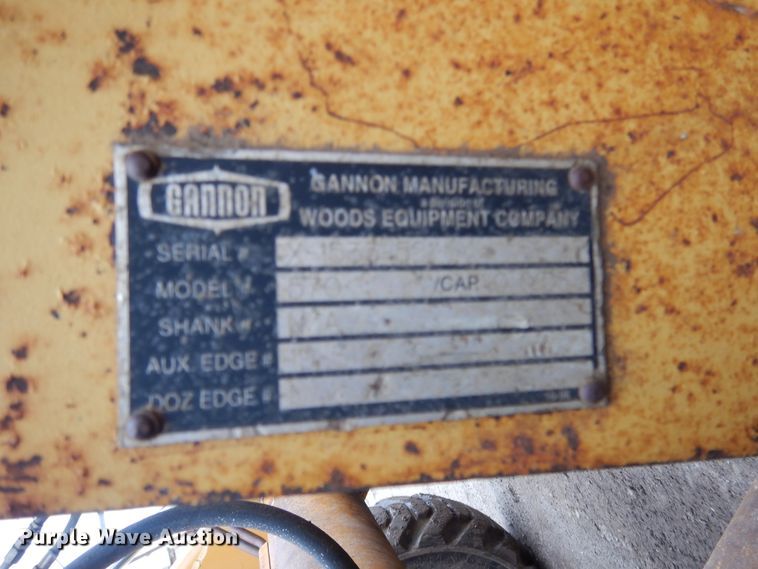 GANNON
GANNON MANUFACTURING
a division of
WOODS EQUIPMENT COMPANY
SERIAL #
MODEL #
/CAP.
SHANK #
AUX. EDGE #
DOZ EDGE #
Purple Wave Auction